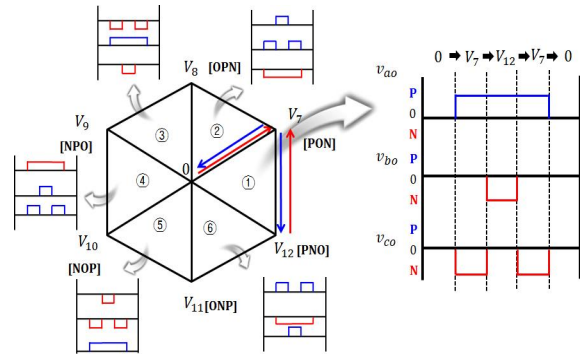 0 ➡ V7 ➡ V12 ➡ V7 ➡ 0
V8
[OPN]
V9
[NPO]
V7
[PON]
③
②
④
①
0
⑤
⑥
V10
[NOP]
V12 [PNO]
V11[ONP]
vao
P
0
N
vbo
P
0
N
vco
P
0
N